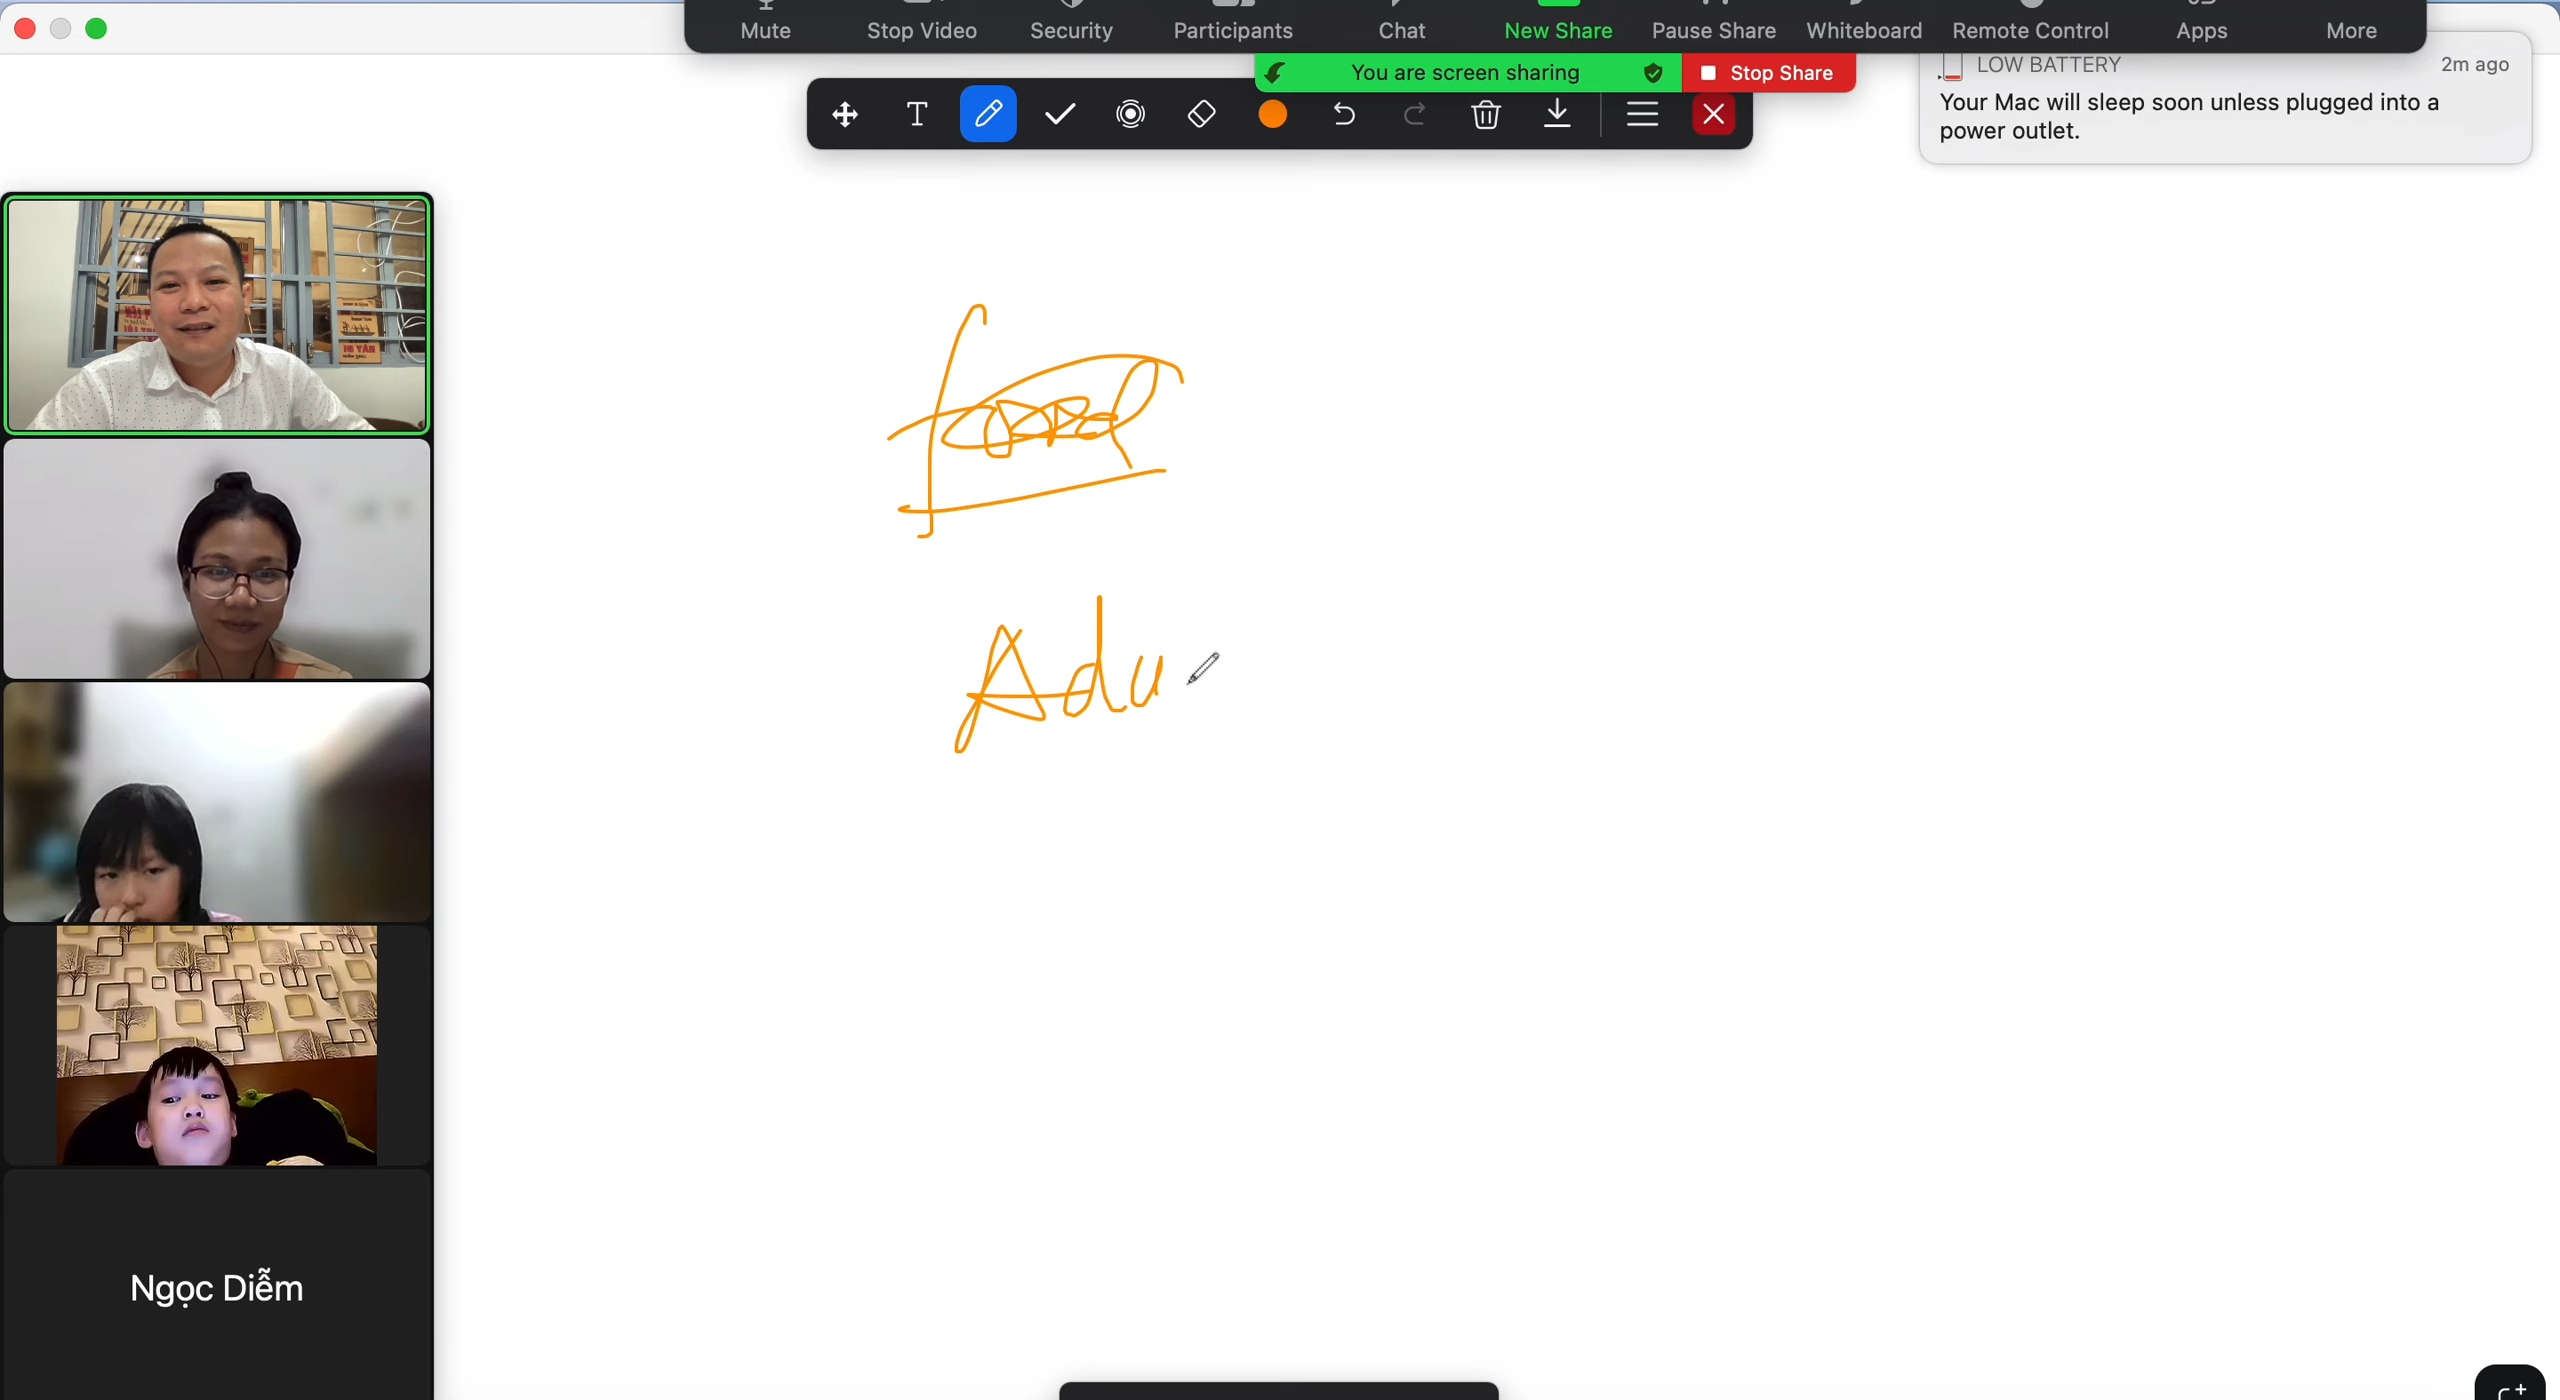 Mute Stop Video Security Participants Chat New Share Pause Share Whiteboard Remote Control Apps More
You are screen sharing Stop Share
LOW BATTERY 2m ago
Your Mac will sleep soon unless plugged into a
power outlet.
T
Adu
Ngọc Diễm